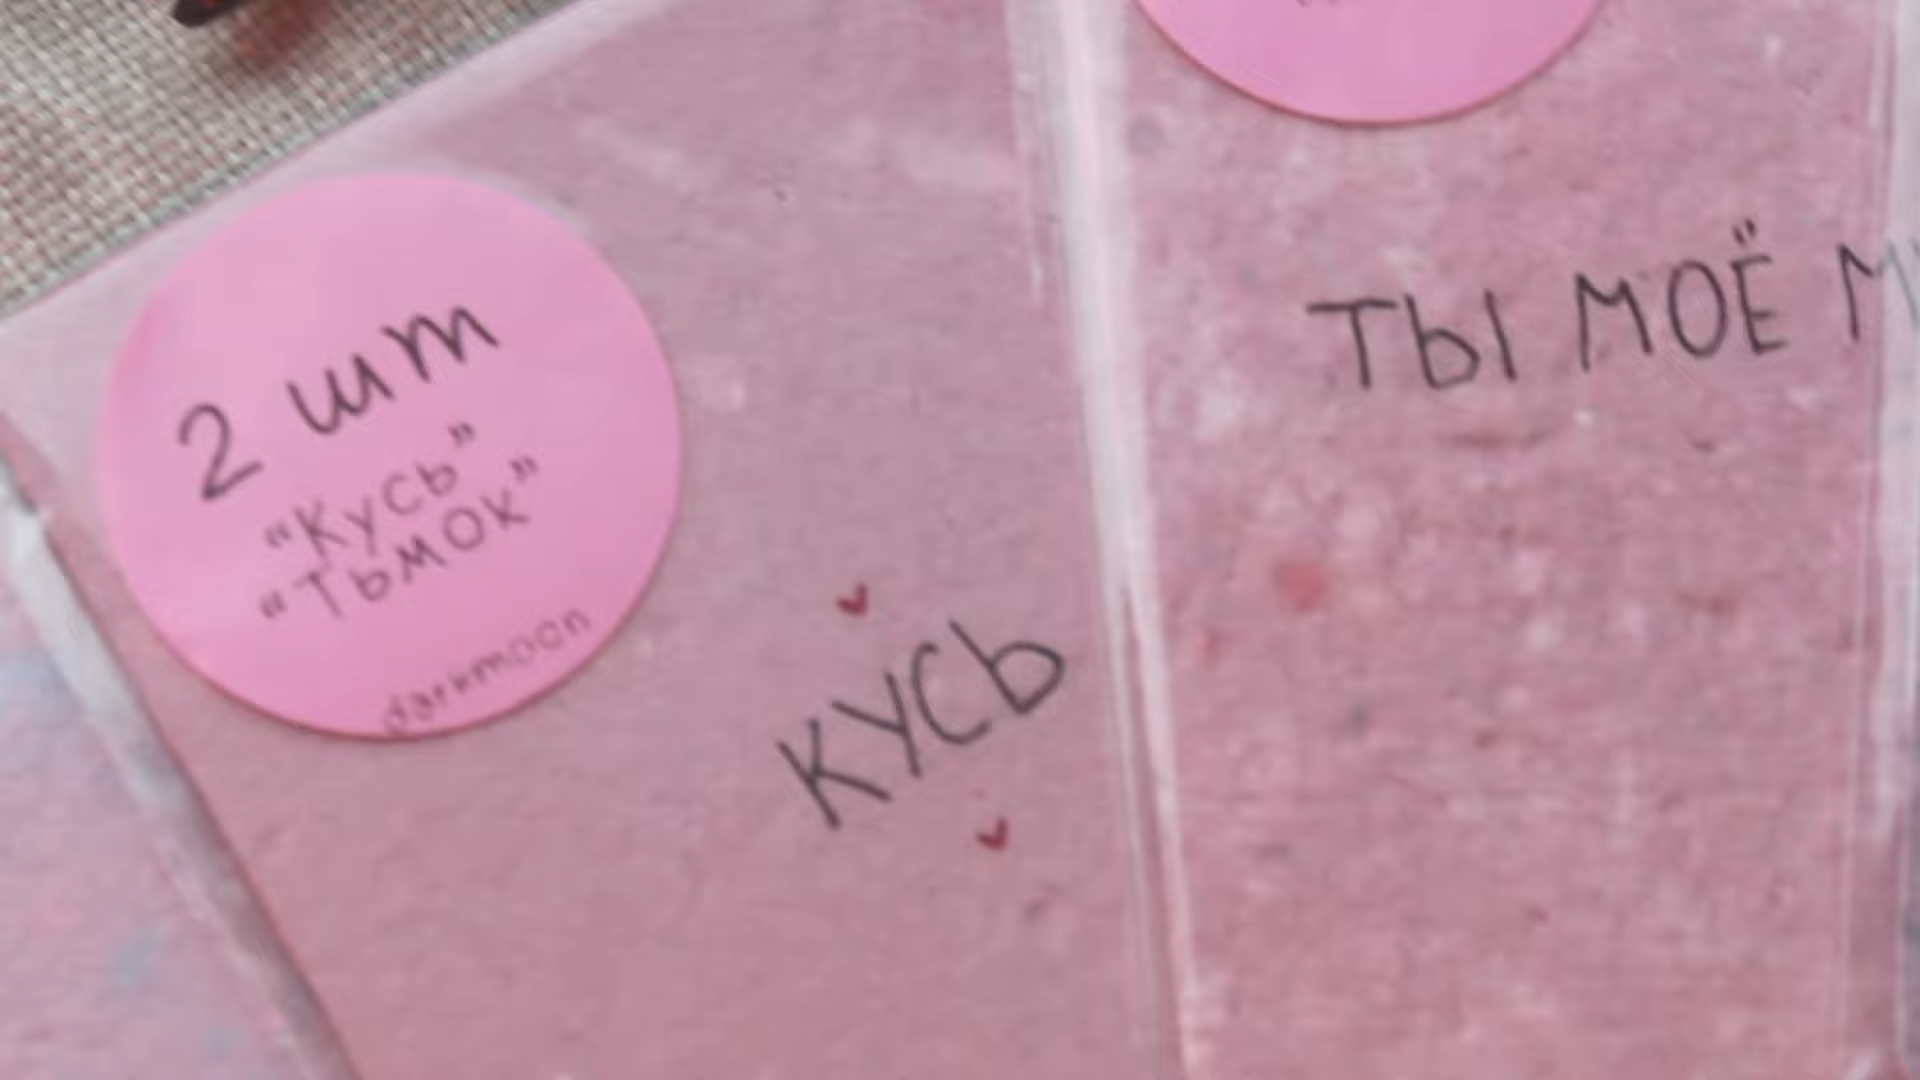 2 шт
“Кусь”
“Тьмок”
darkmoon
КУСЬ
ТЫ МОЁ